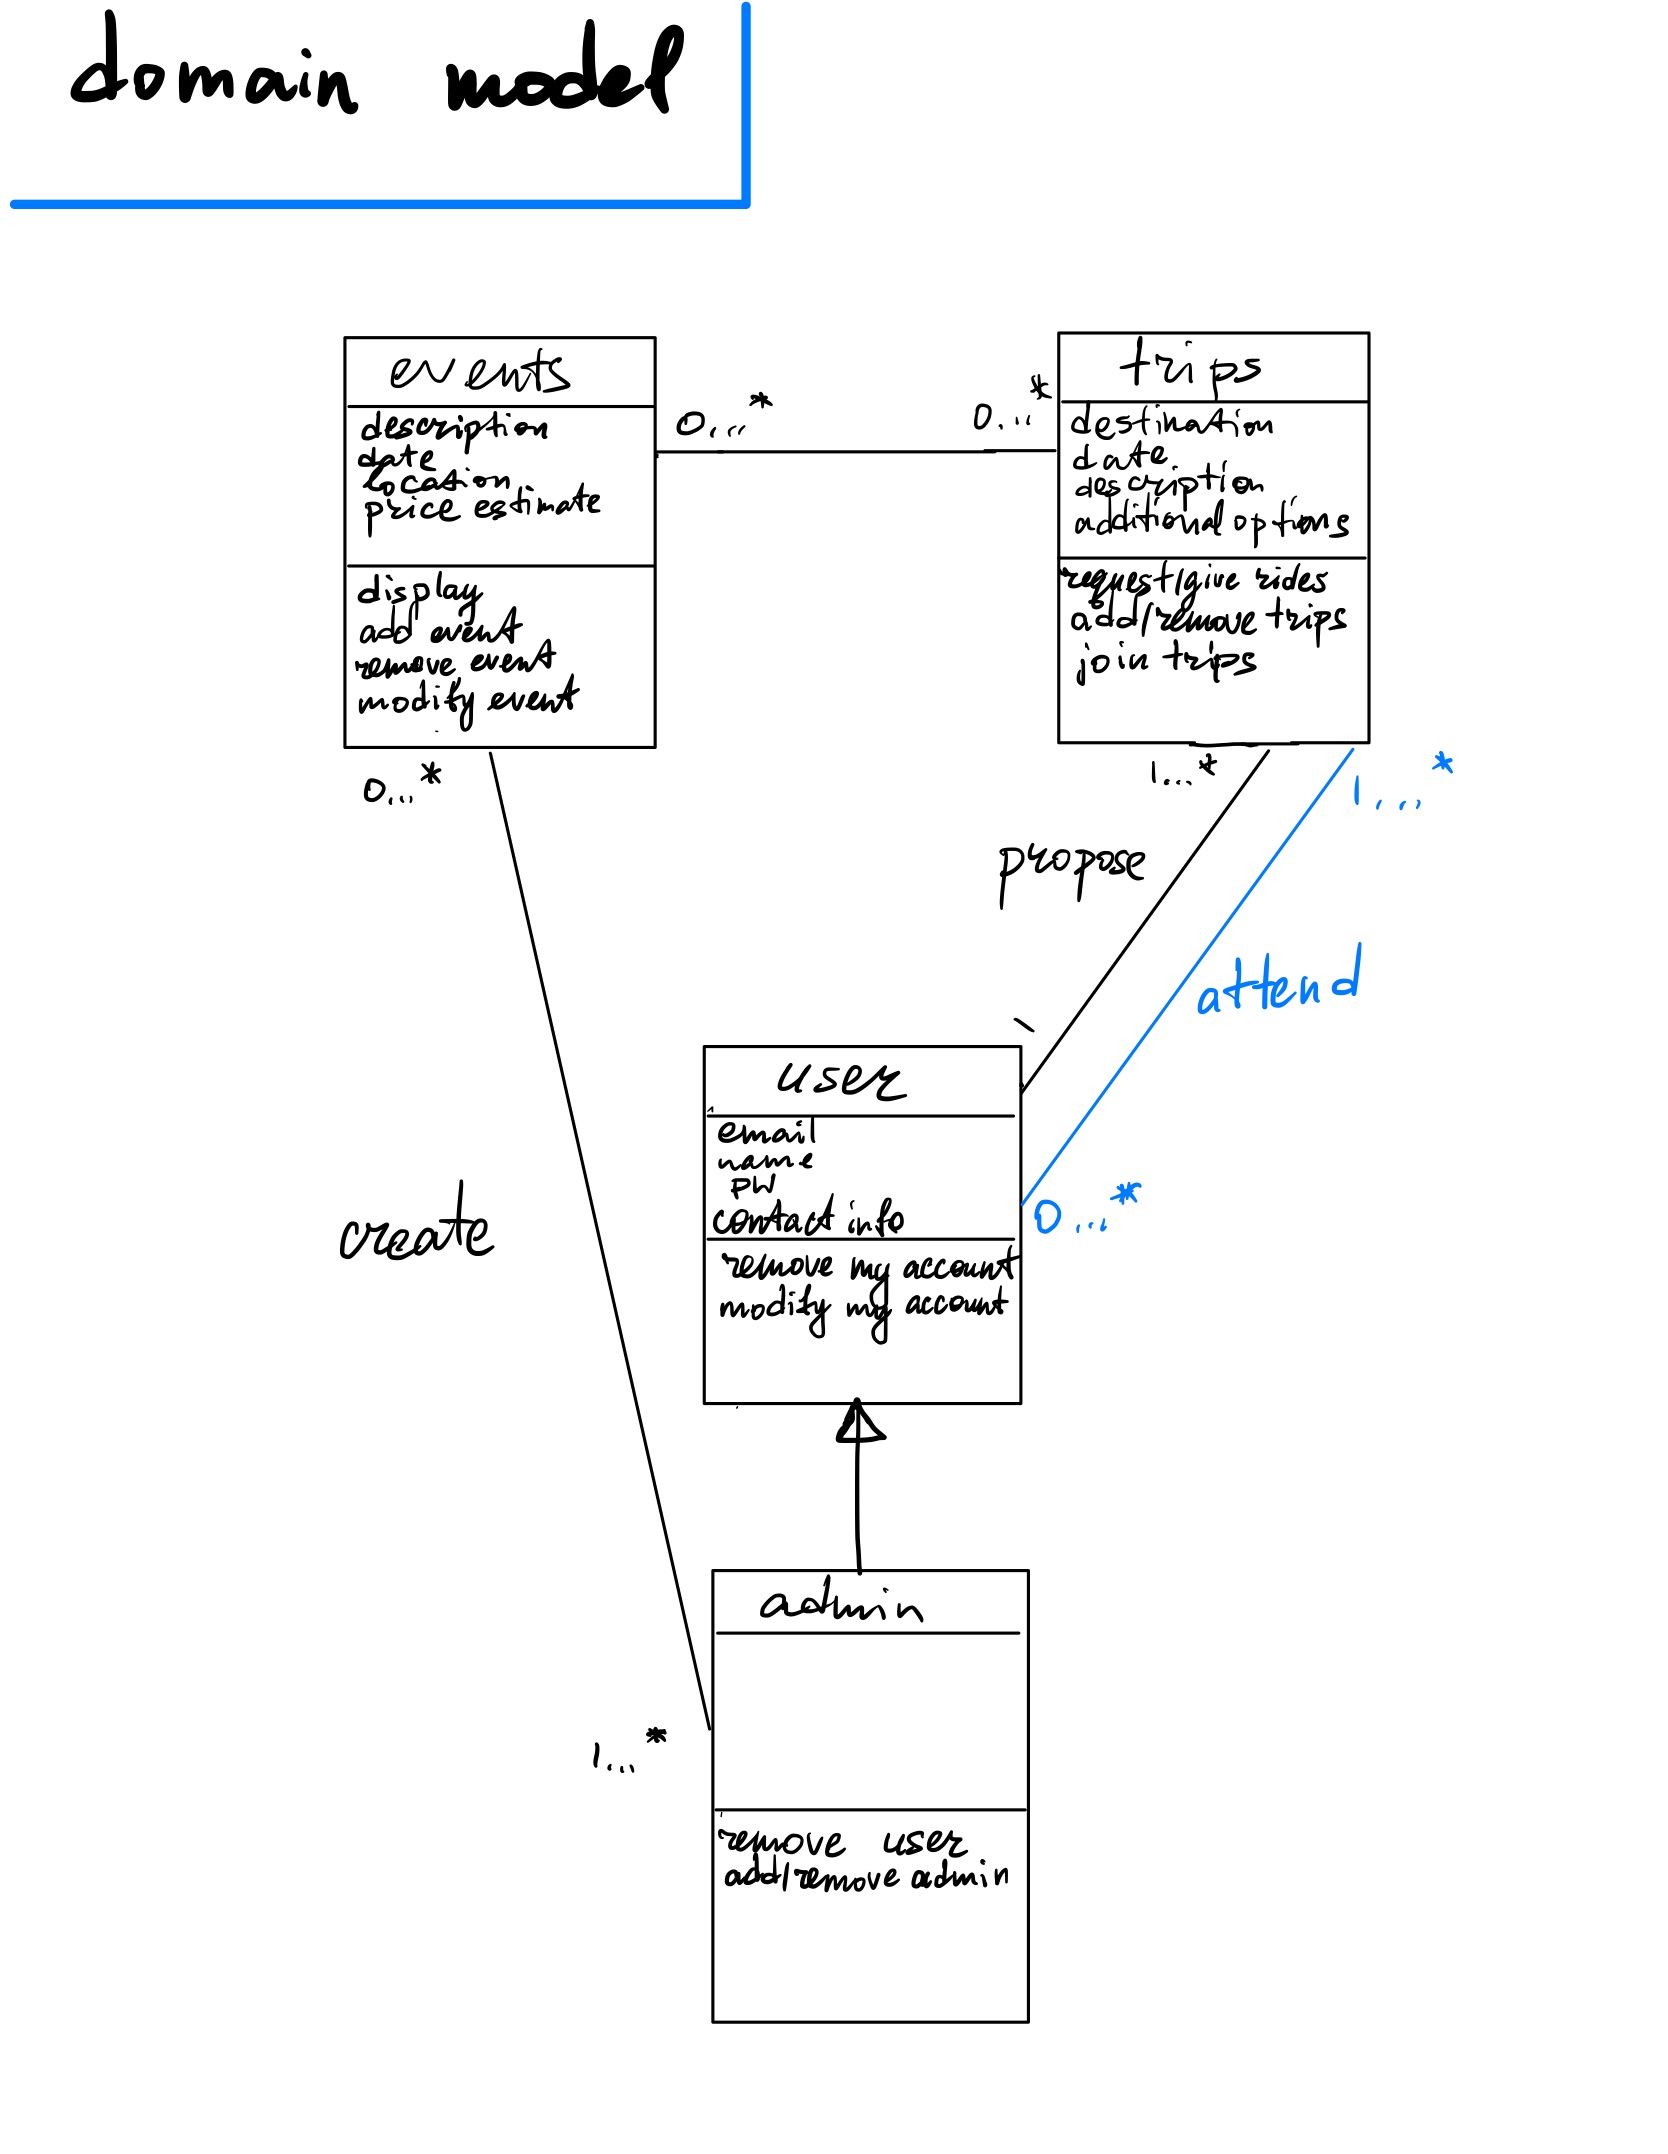 domain model
events
description
date
location
price estimate
display
add event
remove event
modify event
0...*
0...*
trips
destination
date
description
additional options
request/give rides
add/remove trips
join trips
0...*
1...*
1...*
propose
attend
create
1
user
email
name
pw
contact info
remove my account
modify my account
0...*
admin
1...*
remove user
add/remove admin